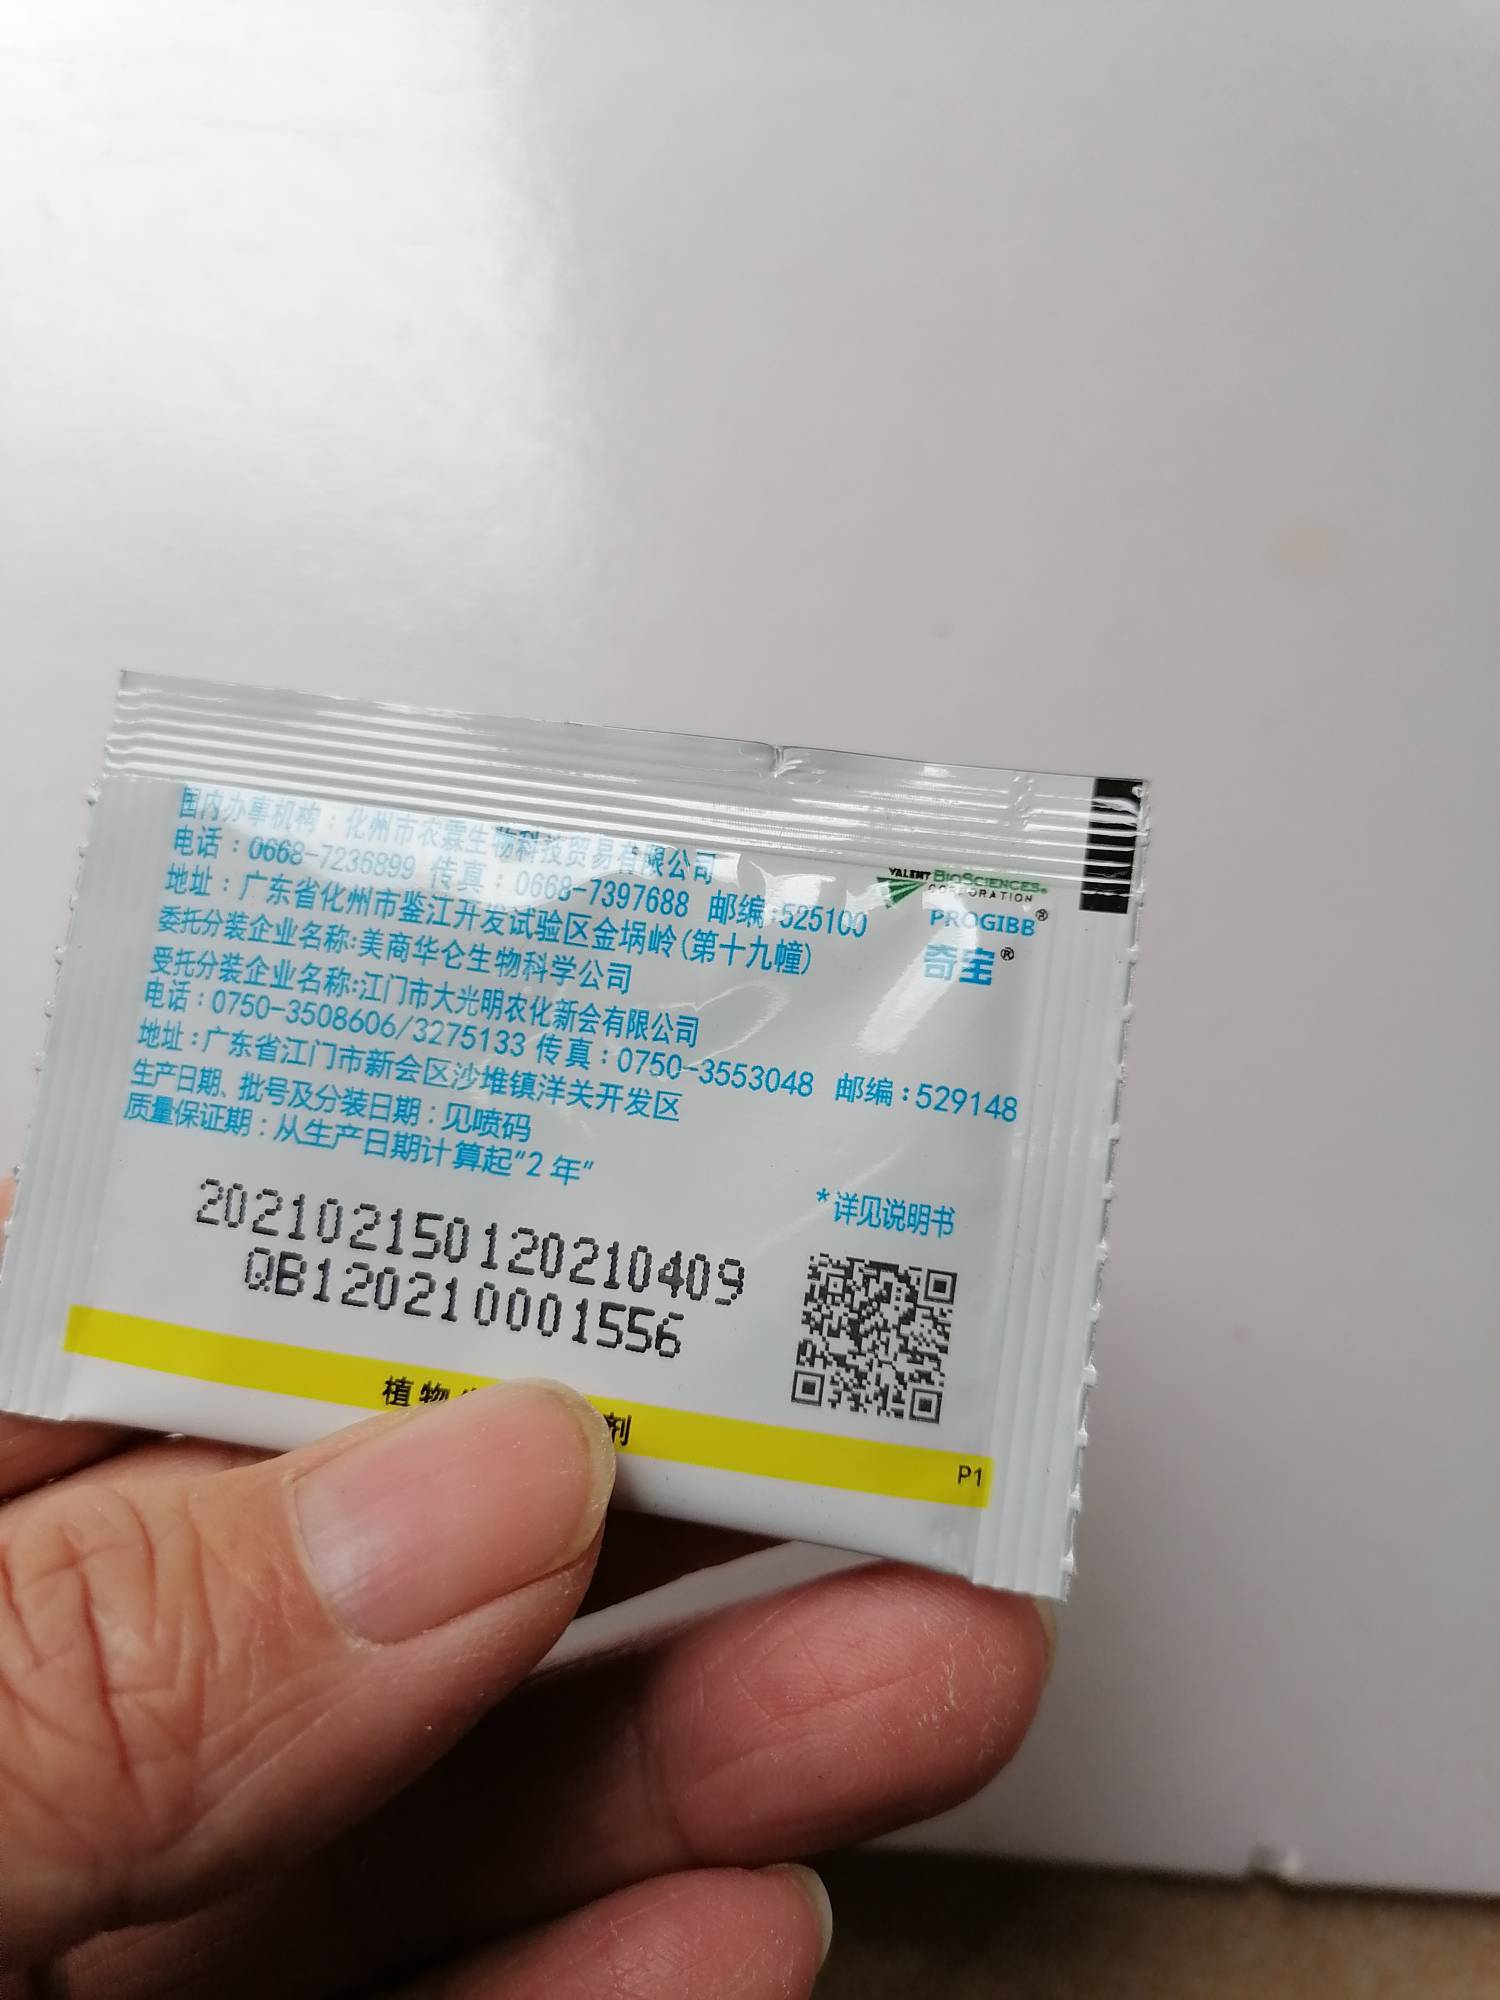 国内办事机构：化州市农霖生物科技贸易有限公司
电话：0668-7236899 传真：0668-7397688 邮编：525100
地址：广东省化州市鉴江开发试验区金埚岭(第十九幢)
委托分装企业名称：美商华仑生物科学公司
受托分装企业名称：江门市大光明农化新会有限公司
电话：0750-3508606/3275133 传真：0750-3553048 邮编：529148
地址：广东省江门市新会区沙堆镇洋关开发区
生产日期、批号及分装日期：见喷码
质量保证期：从生产日期计算起“2 年”
VALENT BIOSCIENCES®
CORPORATION
PROGIBB®
奇宝®
*详见说明书
202102150120210409
QB120210001556
植物 剂
P1